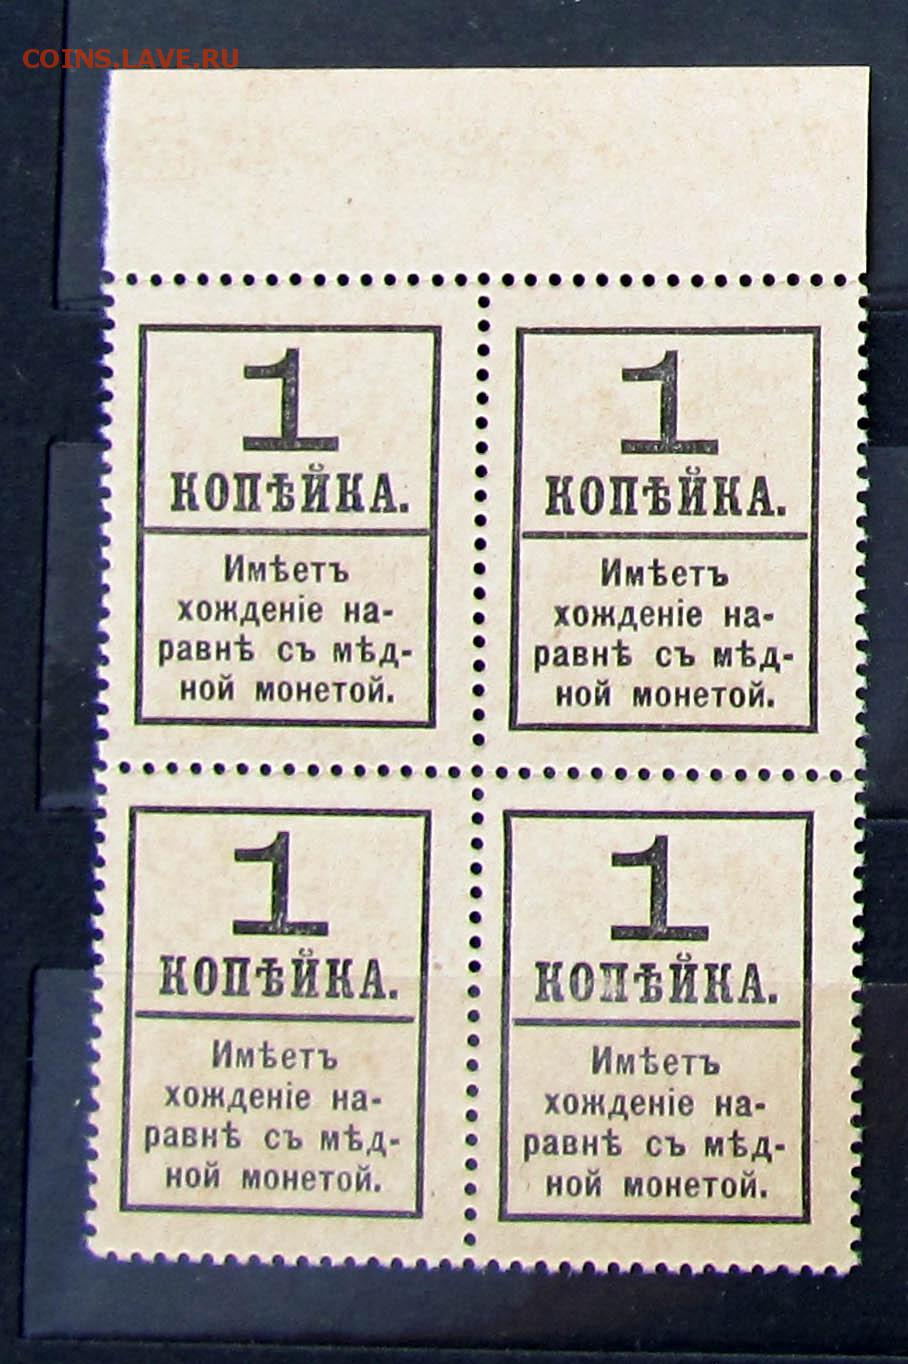 COINS.LAVE.RU
1
КОПѢЙКА.
Имѣетъ
хожденіе на-
равнѣ съ мѣд-
ной монетой.
1
КОПѢЙКА.
Имѣетъ
хожденіе на-
равнѣ съ мѣд-
ной монетой.
1
КОПѢЙКА.
Имѣетъ
хожденіе на-
равнѣ съ мѣд-
ной монетой.
1
КОПѢЙКА.
Имѣетъ
хожденіе на-
равнѣ съ мѣд-
ной монетой.